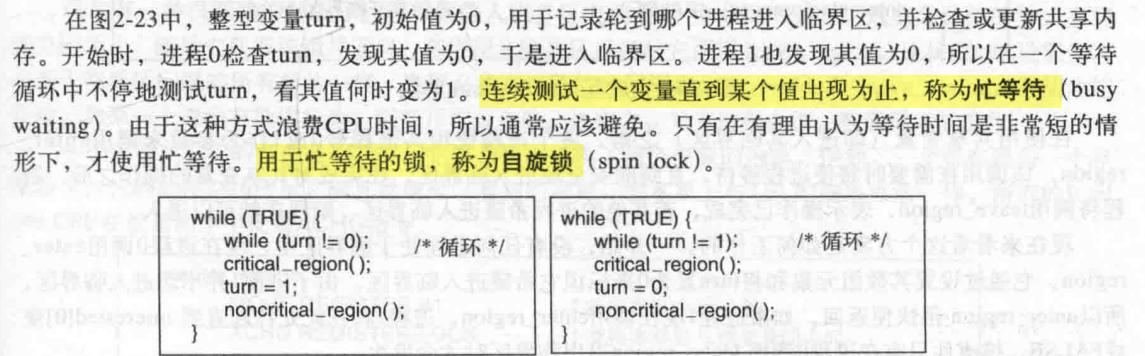 在图2-23中，整型变量turn，初始值为0，用于记录轮到哪个进程进入临界区，并检查或更新共享内
存。开始时，进程0检查turn，发现其值为0，于是进入临界区。进程1也发现其值为0，所以在一个等待
循环中不停地测试turn，看其值何时变为1。连续测试一个变量直到某个值出现为止，称为忙等待（busy
waiting）。由于这种方式浪费CPU时间，所以通常应该避免。只有在有理由认为等待时间是非常短的情
形下，才使用忙等待。用于忙等待的锁，称为自旋锁（spin lock）。
while (TRUE) {
while (turn != 0); /* 循环 */
critical_region();
turn = 1;
noncritical_region();
}
while (TRUE) {
while (turn != 1); /* 循环 */
critical_region();
turn = 0;
noncritical_region();
}